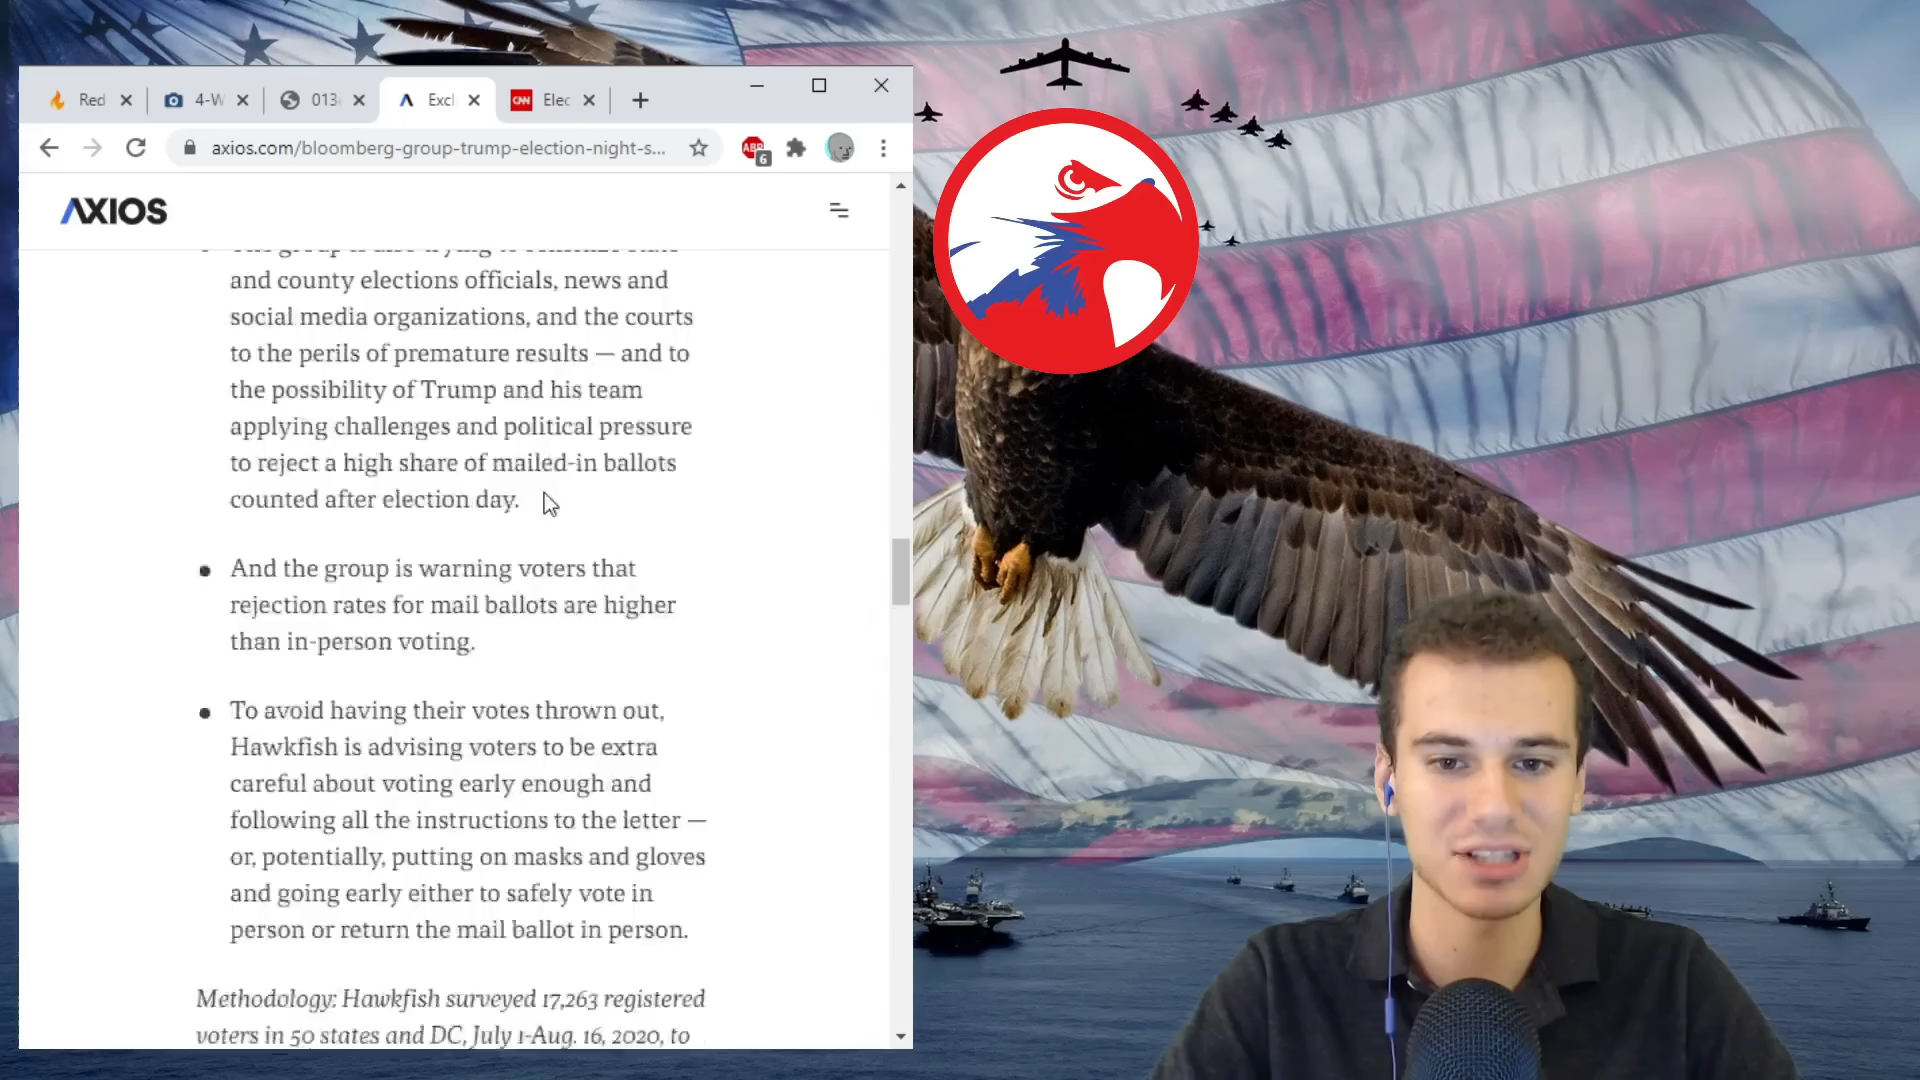 Red
4-W
013
Excl
CNN
Elec
axios.com/bloomberg-group-trump-election-night-s...
ABP
6
AXIOS
and county elections officials, news and
social media organizations, and the courts
to the perils of premature results — and to
the possibility of Trump and his team
applying challenges and political pressure
to reject a high share of mailed-in ballots
counted after election day.
And the group is warning voters that
rejection rates for mail ballots are higher
than in-person voting.
To avoid having their votes thrown out,
Hawkfish is advising voters to be extra
careful about voting early enough and
following all the instructions to the letter —
or, potentially, putting on masks and gloves
and going early either to safely vote in
person or return the mail ballot in person.
Methodology: Hawkfish surveyed 17,263 registered
voters in 50 states and DC, July 1-Aug. 16, 2020, to